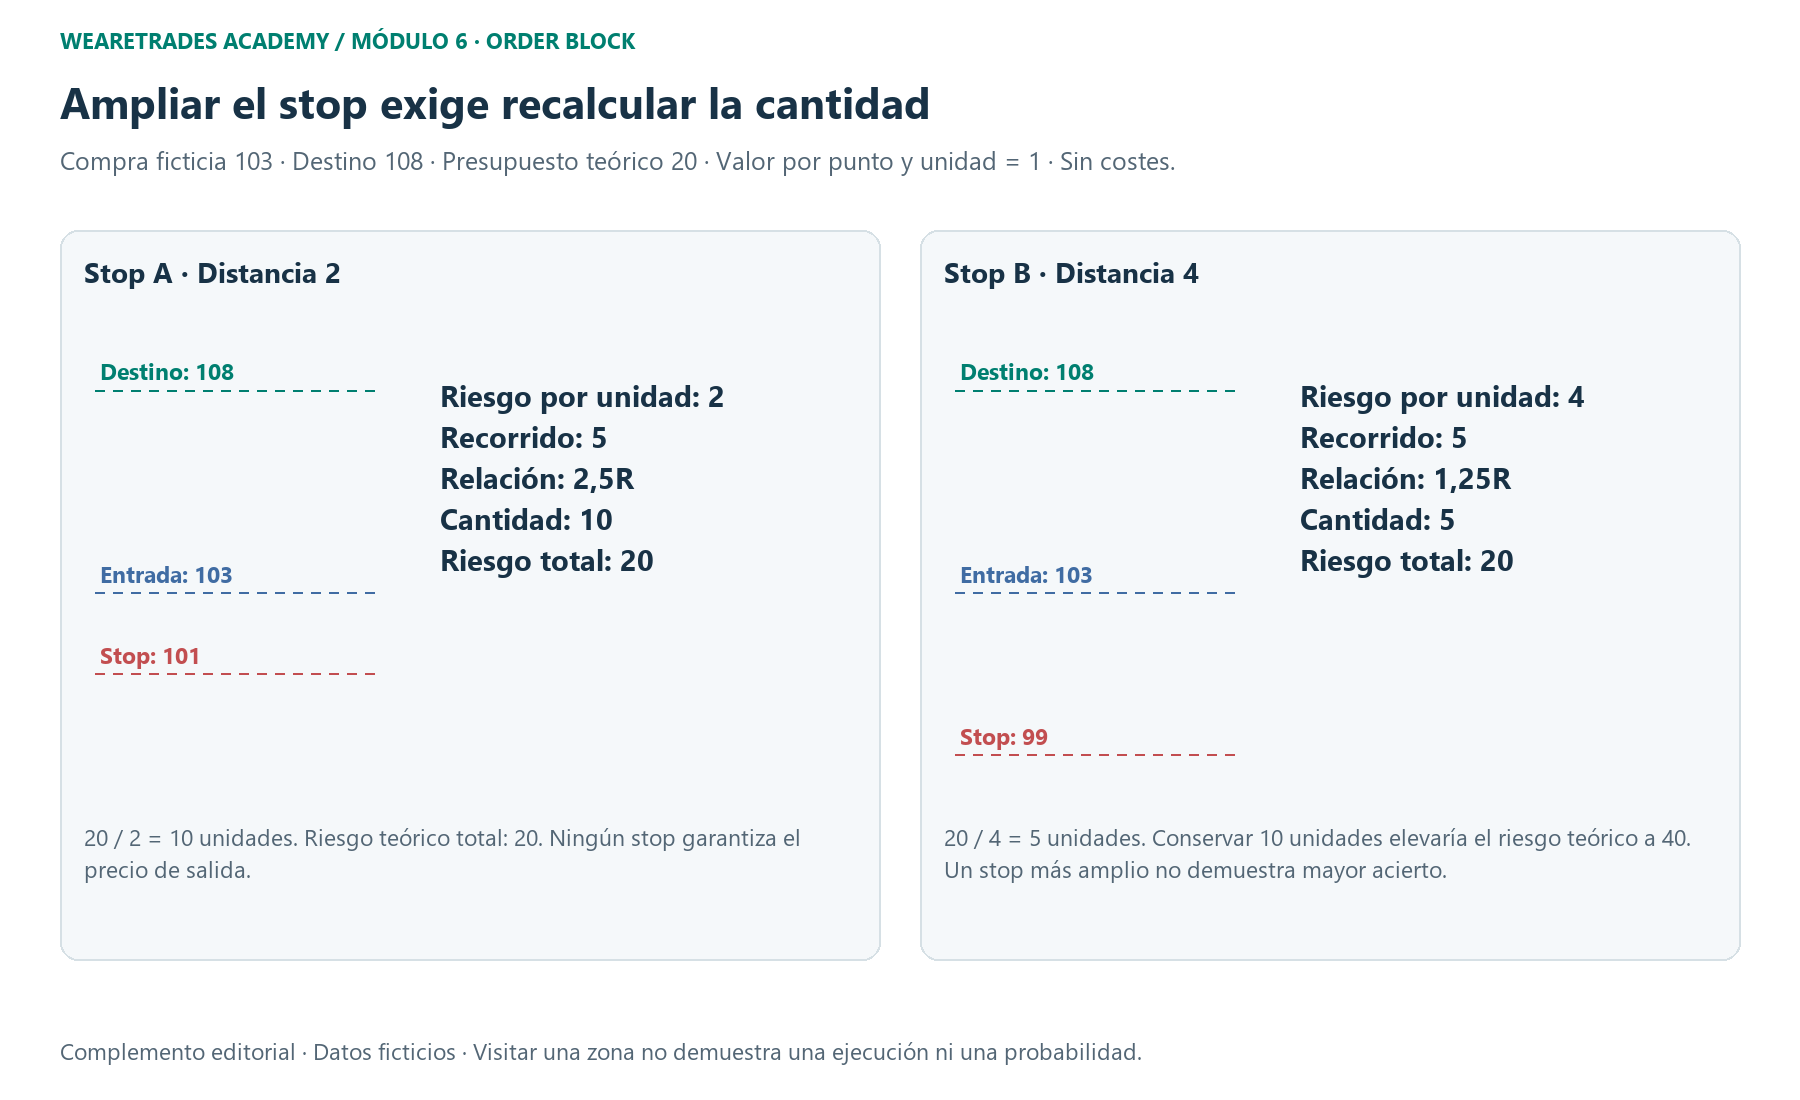 WEARETRADES ACADEMY / MÓDULO 6 · ORDER BLOCK
Ampliar el stop exige recalcular la cantidad
Compra ficticia 103 · Destino 108 · Presupuesto teórico 20 · Valor por punto y unidad = 1 · Sin costes.
Stop A · Distancia 2
Destino: 108
Entrada: 103
Stop: 101
Riesgo por unidad: 2
Recorrido: 5
Relación: 2,5R
Cantidad: 10
Riesgo total: 20
20 / 2 = 10 unidades. Riesgo teórico total: 20. Ningún stop garantiza el
precio de salida.
Stop B · Distancia 4
Destino: 108
Entrada: 103
Stop: 99
Riesgo por unidad: 4
Recorrido: 5
Relación: 1,25R
Cantidad: 5
Riesgo total: 20
20 / 4 = 5 unidades. Conservar 10 unidades elevaría el riesgo teórico a 40.
Un stop más amplio no demuestra mayor acierto.
Complemento editorial · Datos ficticios · Visitar una zona no demuestra una ejecución ni una probabilidad.